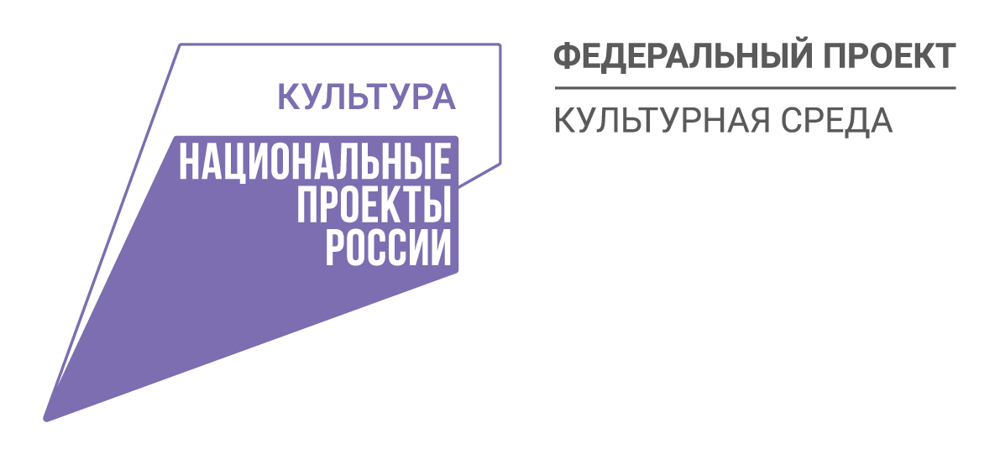 КУЛЬТУРА
НАЦИОНАЛЬНЫЕ
ПРОЕКТЫ
РОССИИ
ФЕДЕРАЛЬНЫЙ ПРОЕКТ
КУЛЬТУРНАЯ СРЕДА